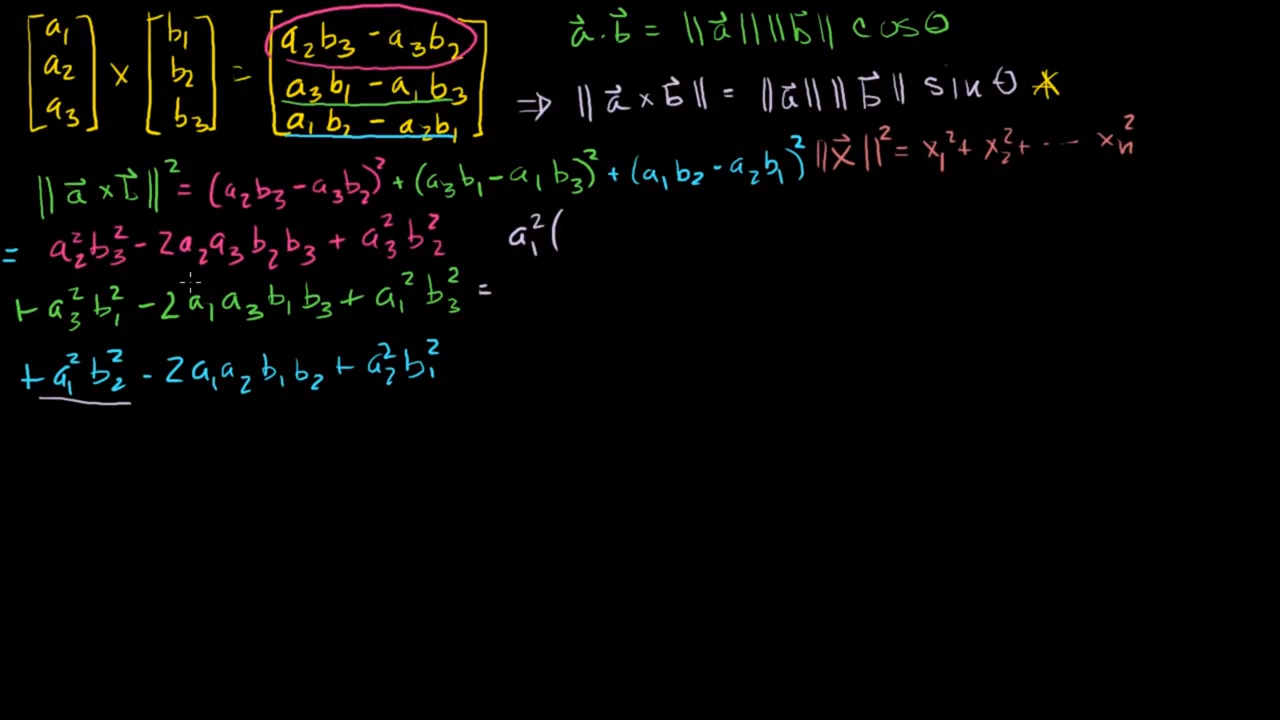 [a₁ a₂ a₃] × [b₁ b₂ b₃] = [a₂b₃ - a₃b₂
a₃b₁ - a₁b₃
a₁b₂ - a₂b₁]
a⃗ · b⃗ = ‖a⃗‖ ‖b⃗‖ cos θ
⇒ ‖a⃗ × b⃗‖ = ‖a⃗‖ ‖b⃗‖ sin θ *
‖x⃗‖² = x₁² + x₂² + ⋯ xₙ²
‖a⃗ × b⃗‖² = (a₂b₃ - a₃b₂)² + (a₃b₁ - a₁b₃)² + (a₁b₂ - a₂b₁)²
= a₂²b₃² - 2a₂a₃b₂b₃ + a₃²b₂²
+ a₃²b₁² - 2a₁a₃b₁b₃ + a₁²b₃² =
+ a₁²b₂² - 2a₁a₂b₁b₂ + a₂²b₁²
a₁²(